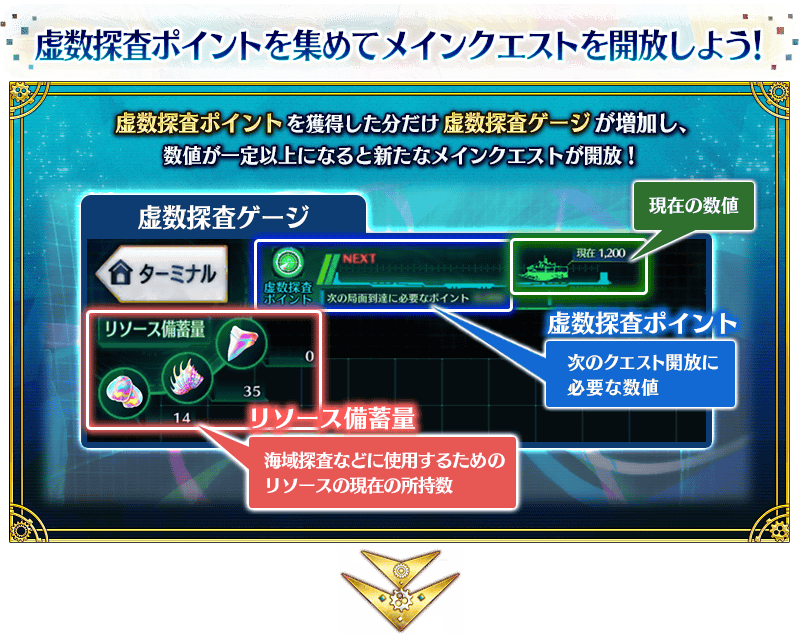 虚数探査ポイントを集めてメインクエストを開放しよう!
虚数探査ポイントを獲得した分だけ虚数探査ゲージが増加し、
数値が一定以上になると新たなメインクエストが開放!
虚数探査ゲージ
現在の数値
ターミナル
虚数探査
ポイント
NEXT
次の局面到達に必要なポイント
現在 1,200
リソース備蓄量
0
35
14
虚数探査ポイント
次のクエスト開放に
必要な数値
リソース備蓄量
海域探査などに使用するための
リソースの現在の所持数